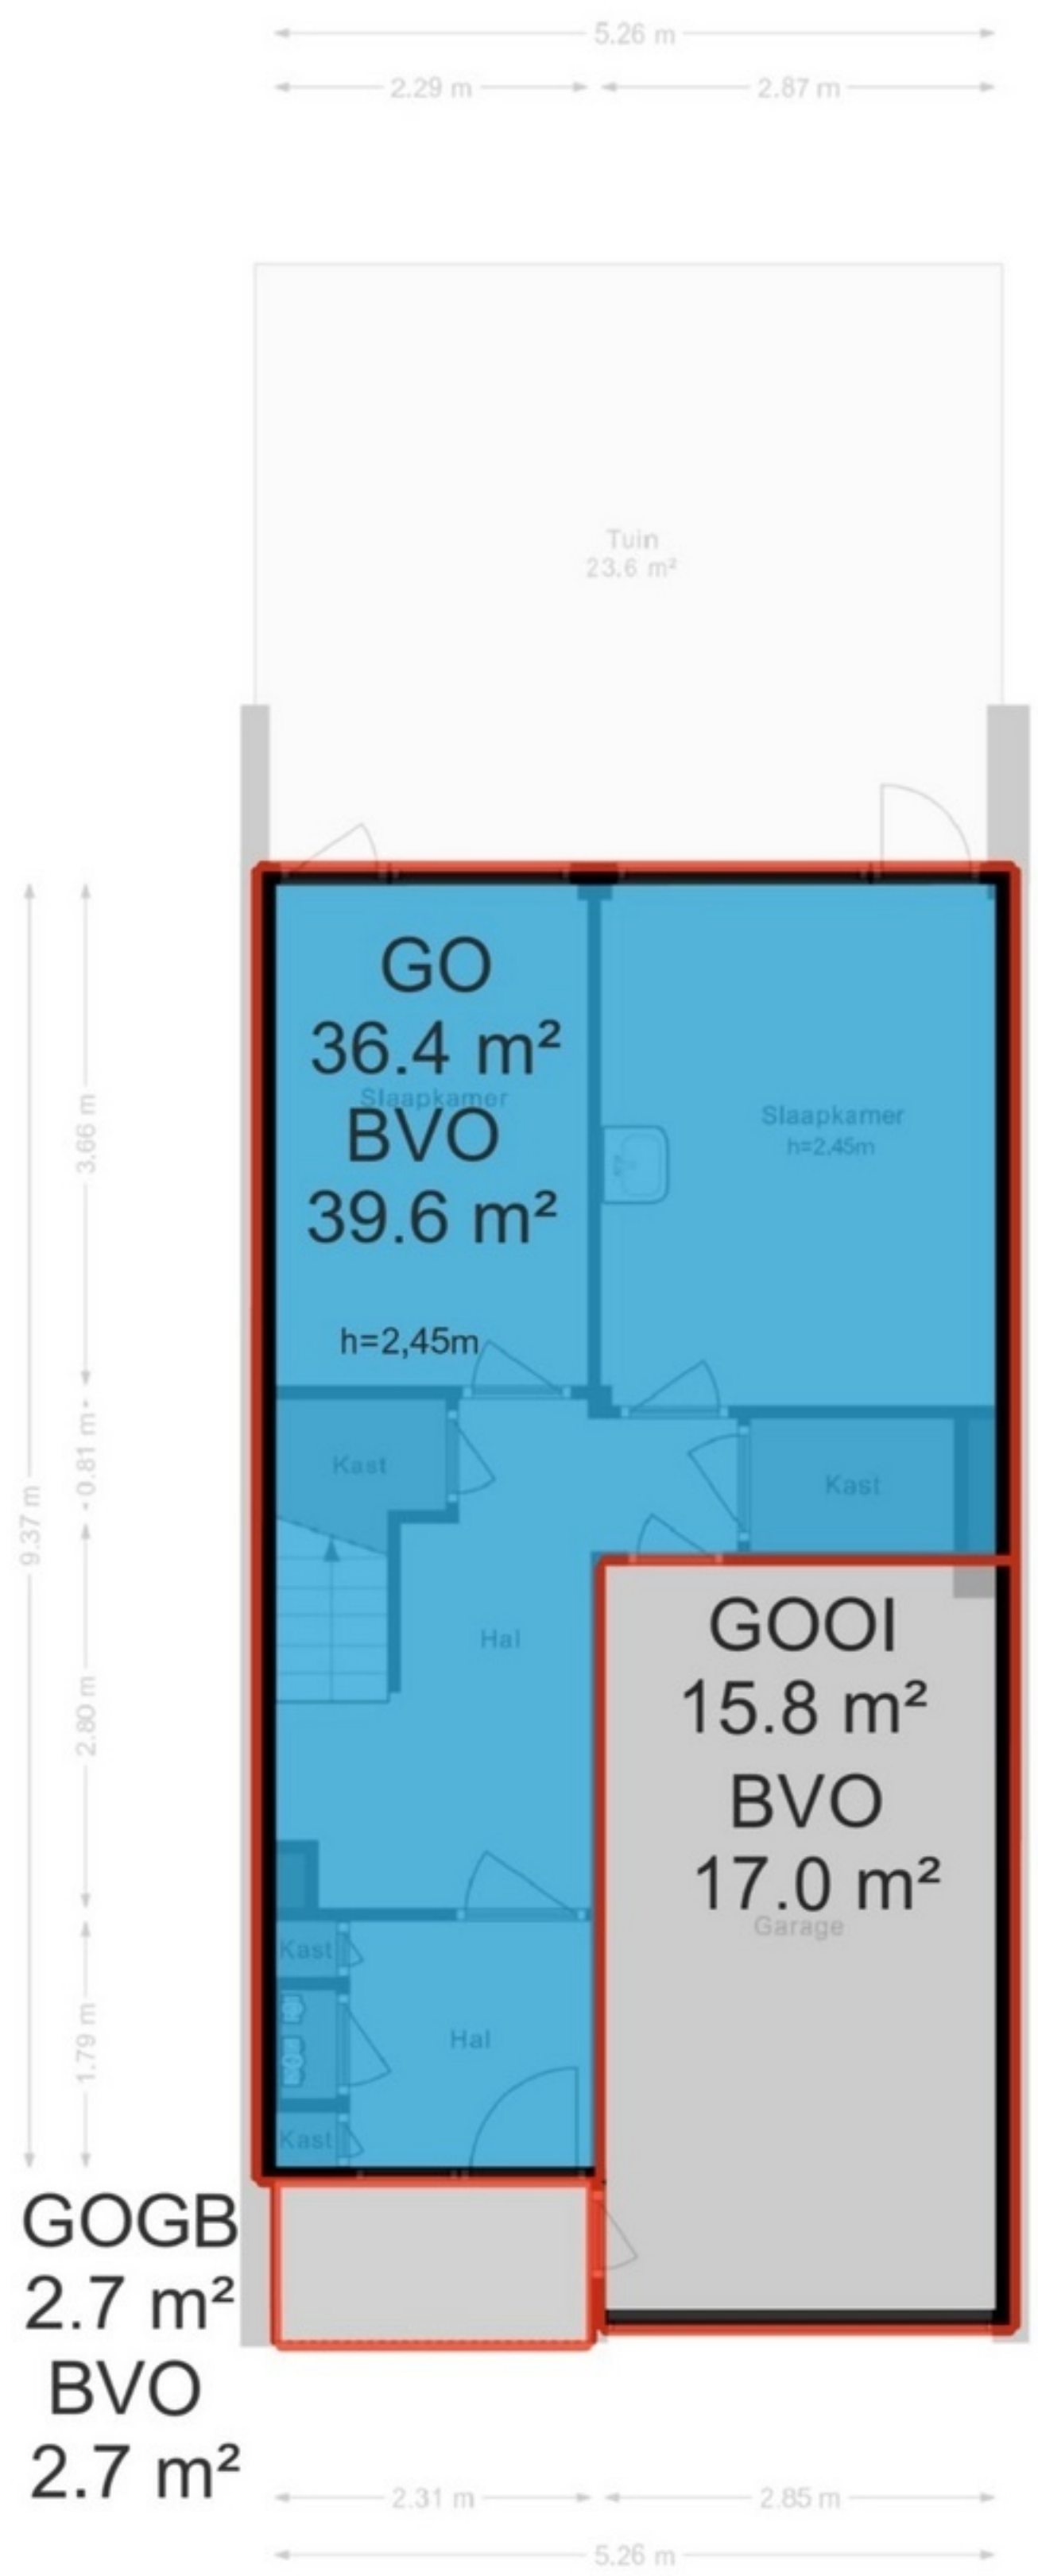 5.26 m
2.29 m
2.87 m
Tuin
23.6 m²
GO
36.4 m²
Slaapkamer
BVO
39.6 m²
h=2,45m
Slaapkamer
h=2.45m
3.66 m
0.81 m
9.37 m
2.80 m
1.79 m
Kast
Kast
Hal
GOOI
15.8 m²
BVO
17.0 m²
Garage
Kast
Hal
Kast
GOGB
2.7 m²
BVO
2.7 m²
2.31 m
2.85 m
5.26 m